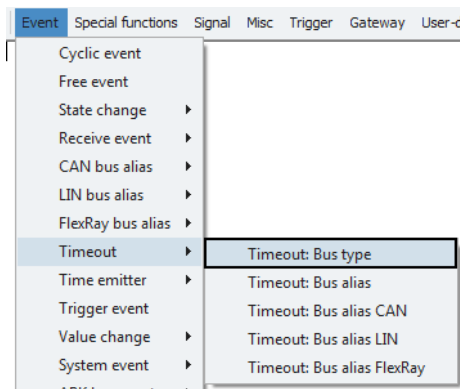 Event Special functions Signal Misc Trigger Gateway
Cyclic event
Free event
State change
Receive event
CAN bus alias
LIN bus alias
FlexRay bus alias
Timeout
Timeout: Bus type
Timeout: Bus alias
Timeout: Bus alias CAN
Timeout: Bus alias LIN
Timeout: Bus alias FlexRay
Time emitter
Trigger event
Value change
System event